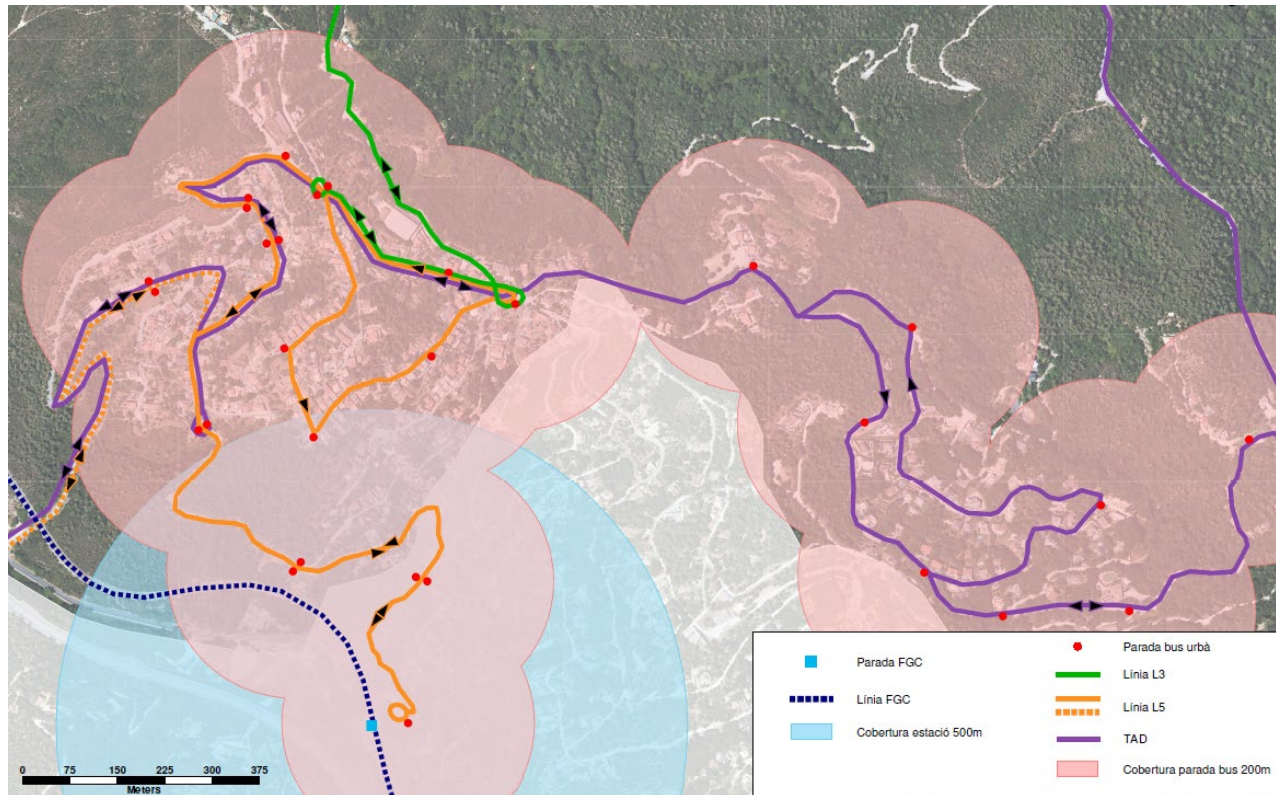 Parada FGC
Línia FGC
Cobertura estació 500m
Parada bus urbà
Línia L3
Línia L5
TAD
Cobertura parada bus 200m
0 75 150 225 300 375
Meters